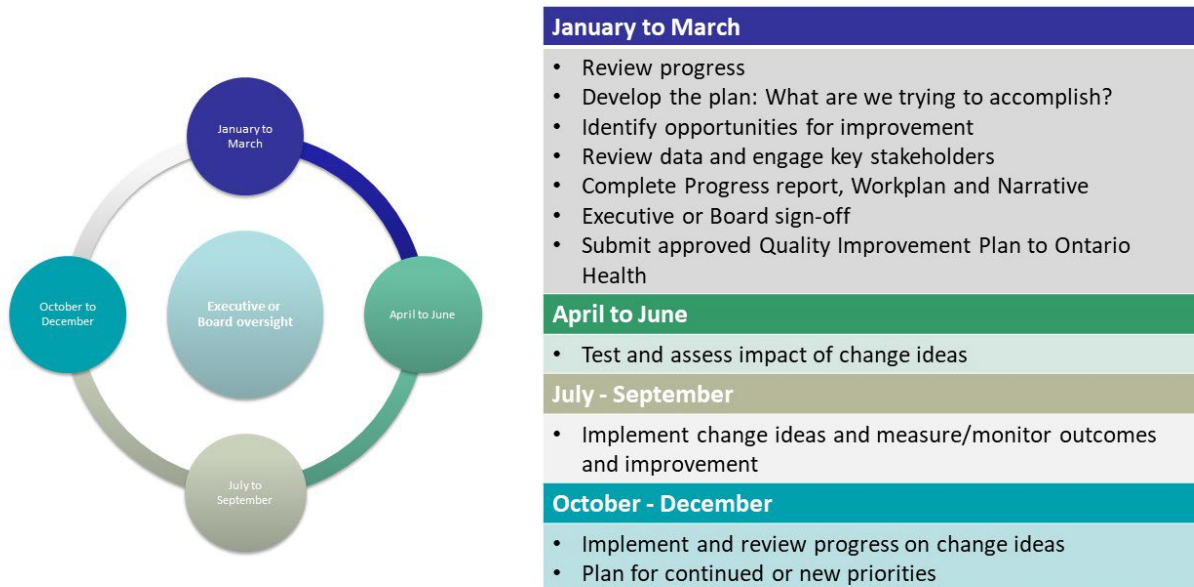 January to
March
October to
December
Executive or
Board oversight
April to June
July to
September
January to March
• Review progress
• Develop the plan: What are we trying to accomplish?
• Identify opportunities for improvement
• Review data and engage key stakeholders
• Complete Progress report, Workplan and Narrative
• Executive or Board sign-off
• Submit approved Quality Improvement Plan to Ontario
Health
April to June
• Test and assess impact of change ideas
July - September
• Implement change ideas and measure/monitor outcomes
and improvement
October - December
• Implement and review progress on change ideas
• Plan for continued or new priorities